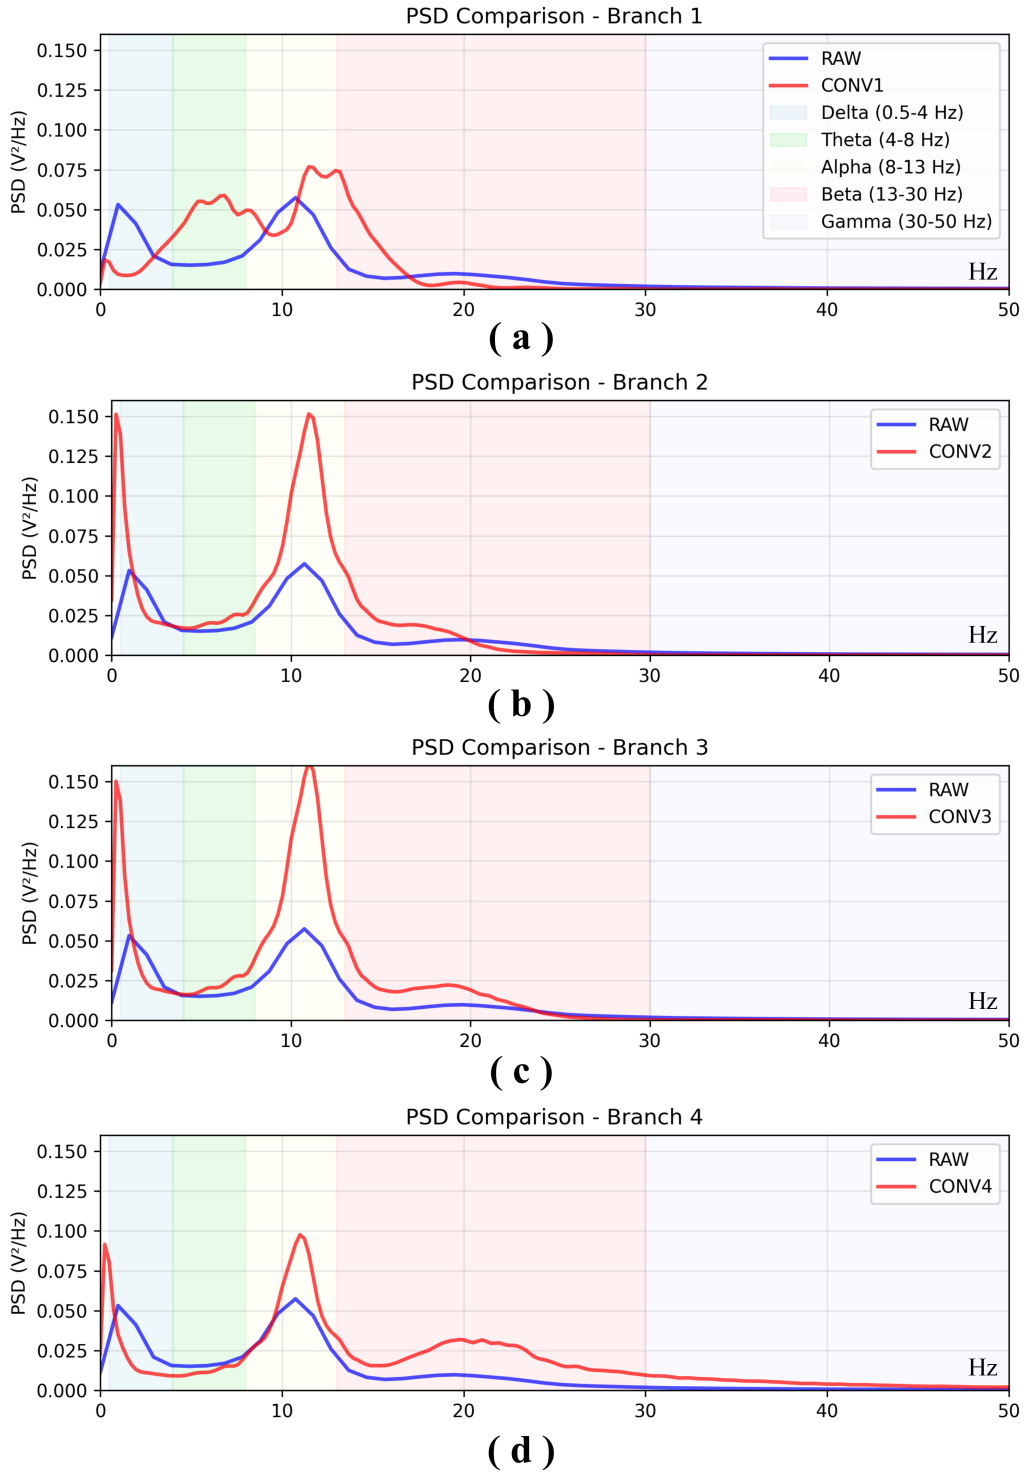 PSD Comparison - Branch 1
PSD (V²/Hz)
0.150
0.125
0.100
0.075
0.050
0.025
0.000
RAW
CONV1
Delta (0.5-4 Hz)
Theta (4-8 Hz)
Alpha (8-13 Hz)
Beta (13-30 Hz)
Gamma (30-50 Hz)
Hz
0 10 20 30 40 50
( a )
PSD Comparison - Branch 2
PSD (V²/Hz)
0.150
0.125
0.100
0.075
0.050
0.025
0.000
RAW
CONV2
Hz
0 10 20 30 40 50
( b )
PSD Comparison - Branch 3
PSD (V²/Hz)
0.150
0.125
0.100
0.075
0.050
0.025
0.000
RAW
CONV3
Hz
0 10 20 30 40 50
( c )
PSD Comparison - Branch 4
PSD (V²/Hz)
0.150
0.125
0.100
0.075
0.050
0.025
0.000
RAW
CONV4
Hz
0 10 20 30 40 50
( d )